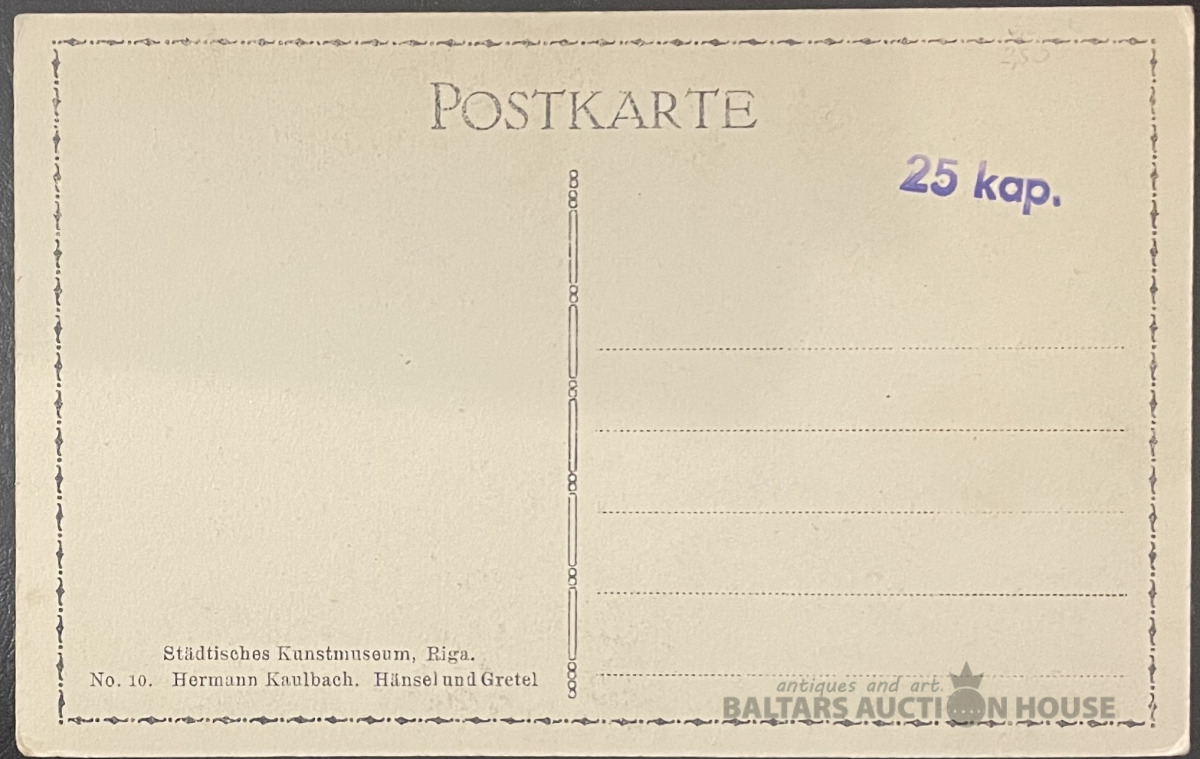 POSTKARTE
25 kap.
Städtisches Kunstmuseum, Riga.
No. 10. Hermann Kaulbach. Hänsel und Gretel
antiques and art.
BALTARS AUCTION HOUSE